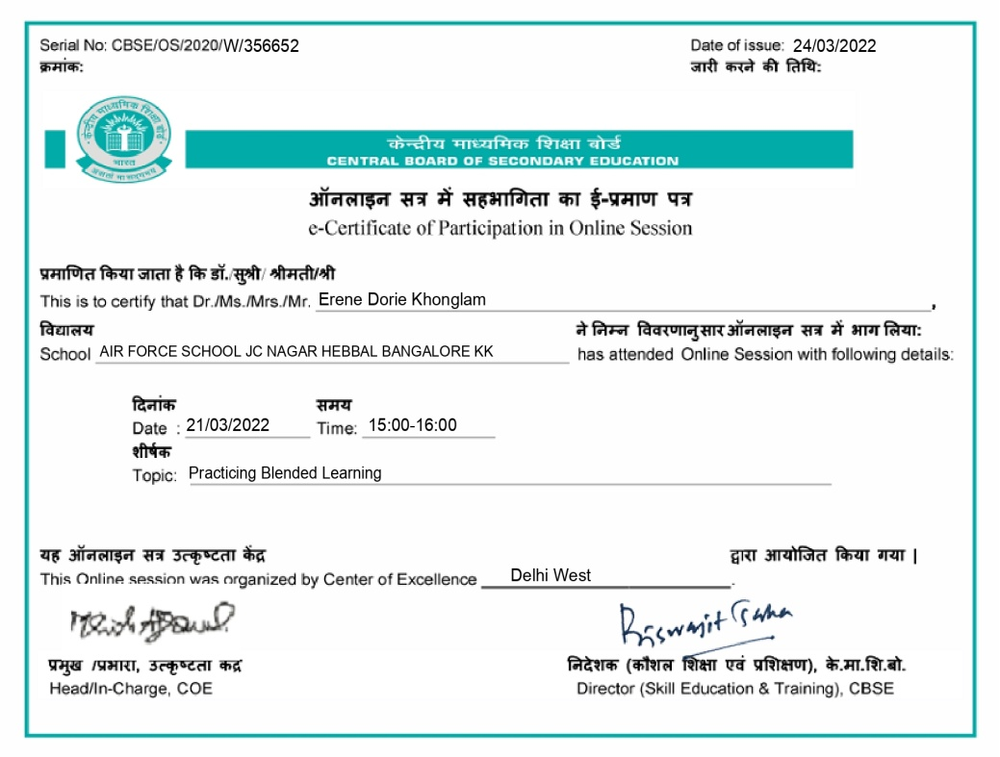 Serial No: CBSE/OS/2020/W/356652 Date of issue: 24/03/2022
क्रमांक: जारी करने की तिथि:
केन्द्रीय माध्यमिक शिक्षा बोर्ड
भारत
असतो मा सद्गमय
केन्द्रीय माध्यमिक शिक्षा बोर्ड
CENTRAL BOARD OF SECONDARY EDUCATION
ऑनलाइन सत्र में सहभागिता का ई-प्रमाण पत्र
e-Certificate of Participation in Online Session
प्रमाणित किया जाता है कि डॉ./सुश्री/ श्रीमती/श्री
This is to certify that Dr./Ms./Mrs./Mr. Erene Dorie Khonglam ,
विद्यालय ने निम्न विवरणानुसार ऑनलाइन सत्र में भाग लिया:
School AIR FORCE SCHOOL JC NAGAR HEBBAL BANGALORE KK has attended Online Session with following details:
दिनांक समय
Date : 21/03/2022 Time: 15:00-16:00
शीर्षक
Topic: Practicing Blended Learning
यह ऑनलाइन सत्र उत्कृष्टता केंद्र द्वारा आयोजित किया गया |
This Online session was organized by Center of Excellence Delhi West .
Biswajit Saha
प्रमुख /प्रभारी, उत्कृष्टता केंद्र निदेशक (कौशल शिक्षा एवं प्रशिक्षण), के.मा.शि.बो.
Head/In-Charge, COE Director (Skill Education & Training), CBSE